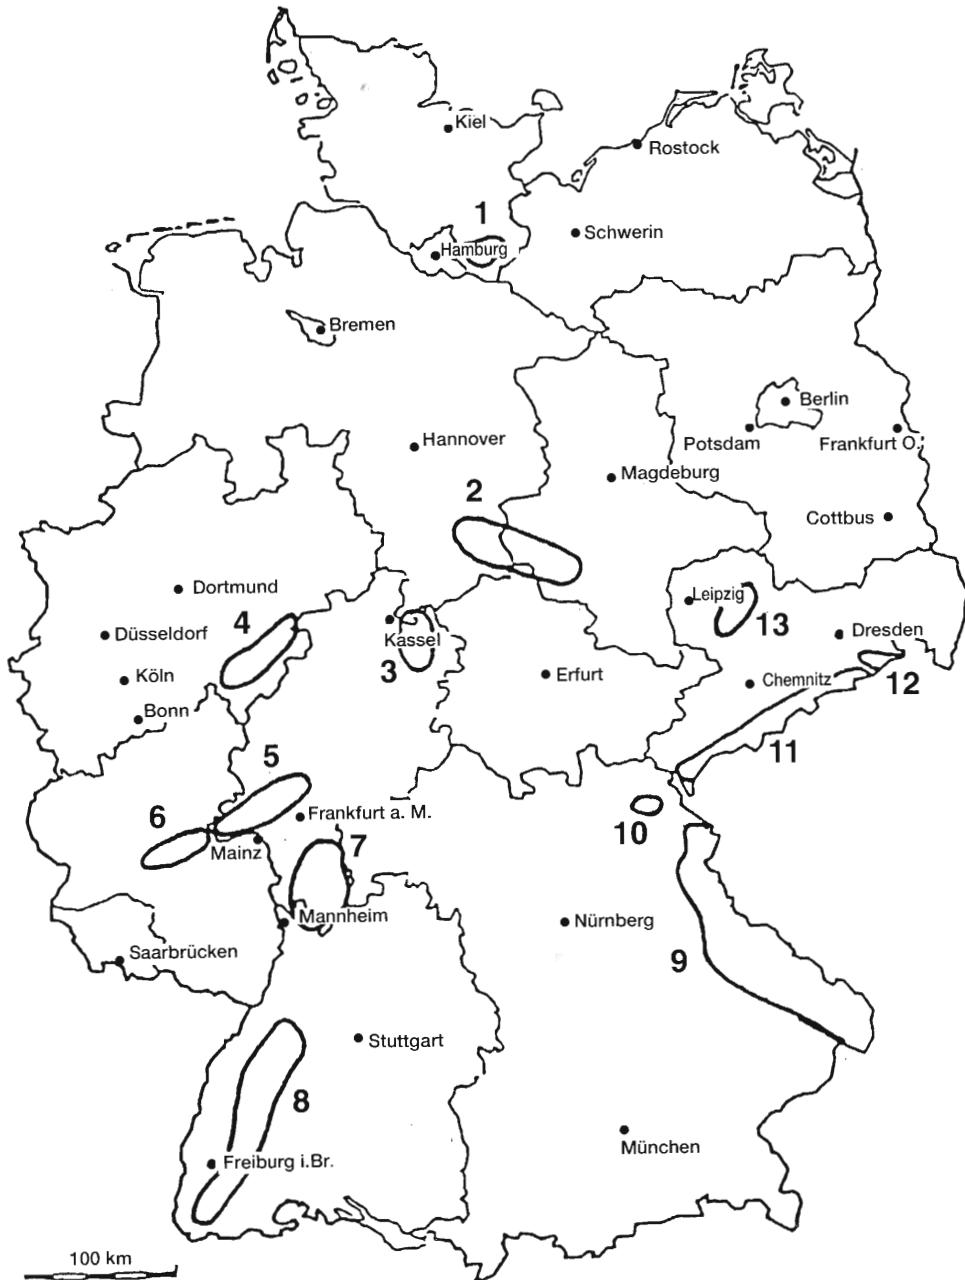 Kiel
Rostock
1
Schwerin
Hamburg
Bremen
Berlin
Hannover
Potsdam
Frankfurt O.
Magdeburg
2
Cottbus
Dortmund
Leipzig
4
Düsseldorf
13
Dresden
Kassel
3
Köln
Erfurt
Chemnitz
12
Bonn
11
5
Frankfurt a. M.
6
10
7
Mainz
Mannheim
Nürnberg
Saarbrücken
9
Stuttgart
8
München
Freiburg i.Br.
100 km